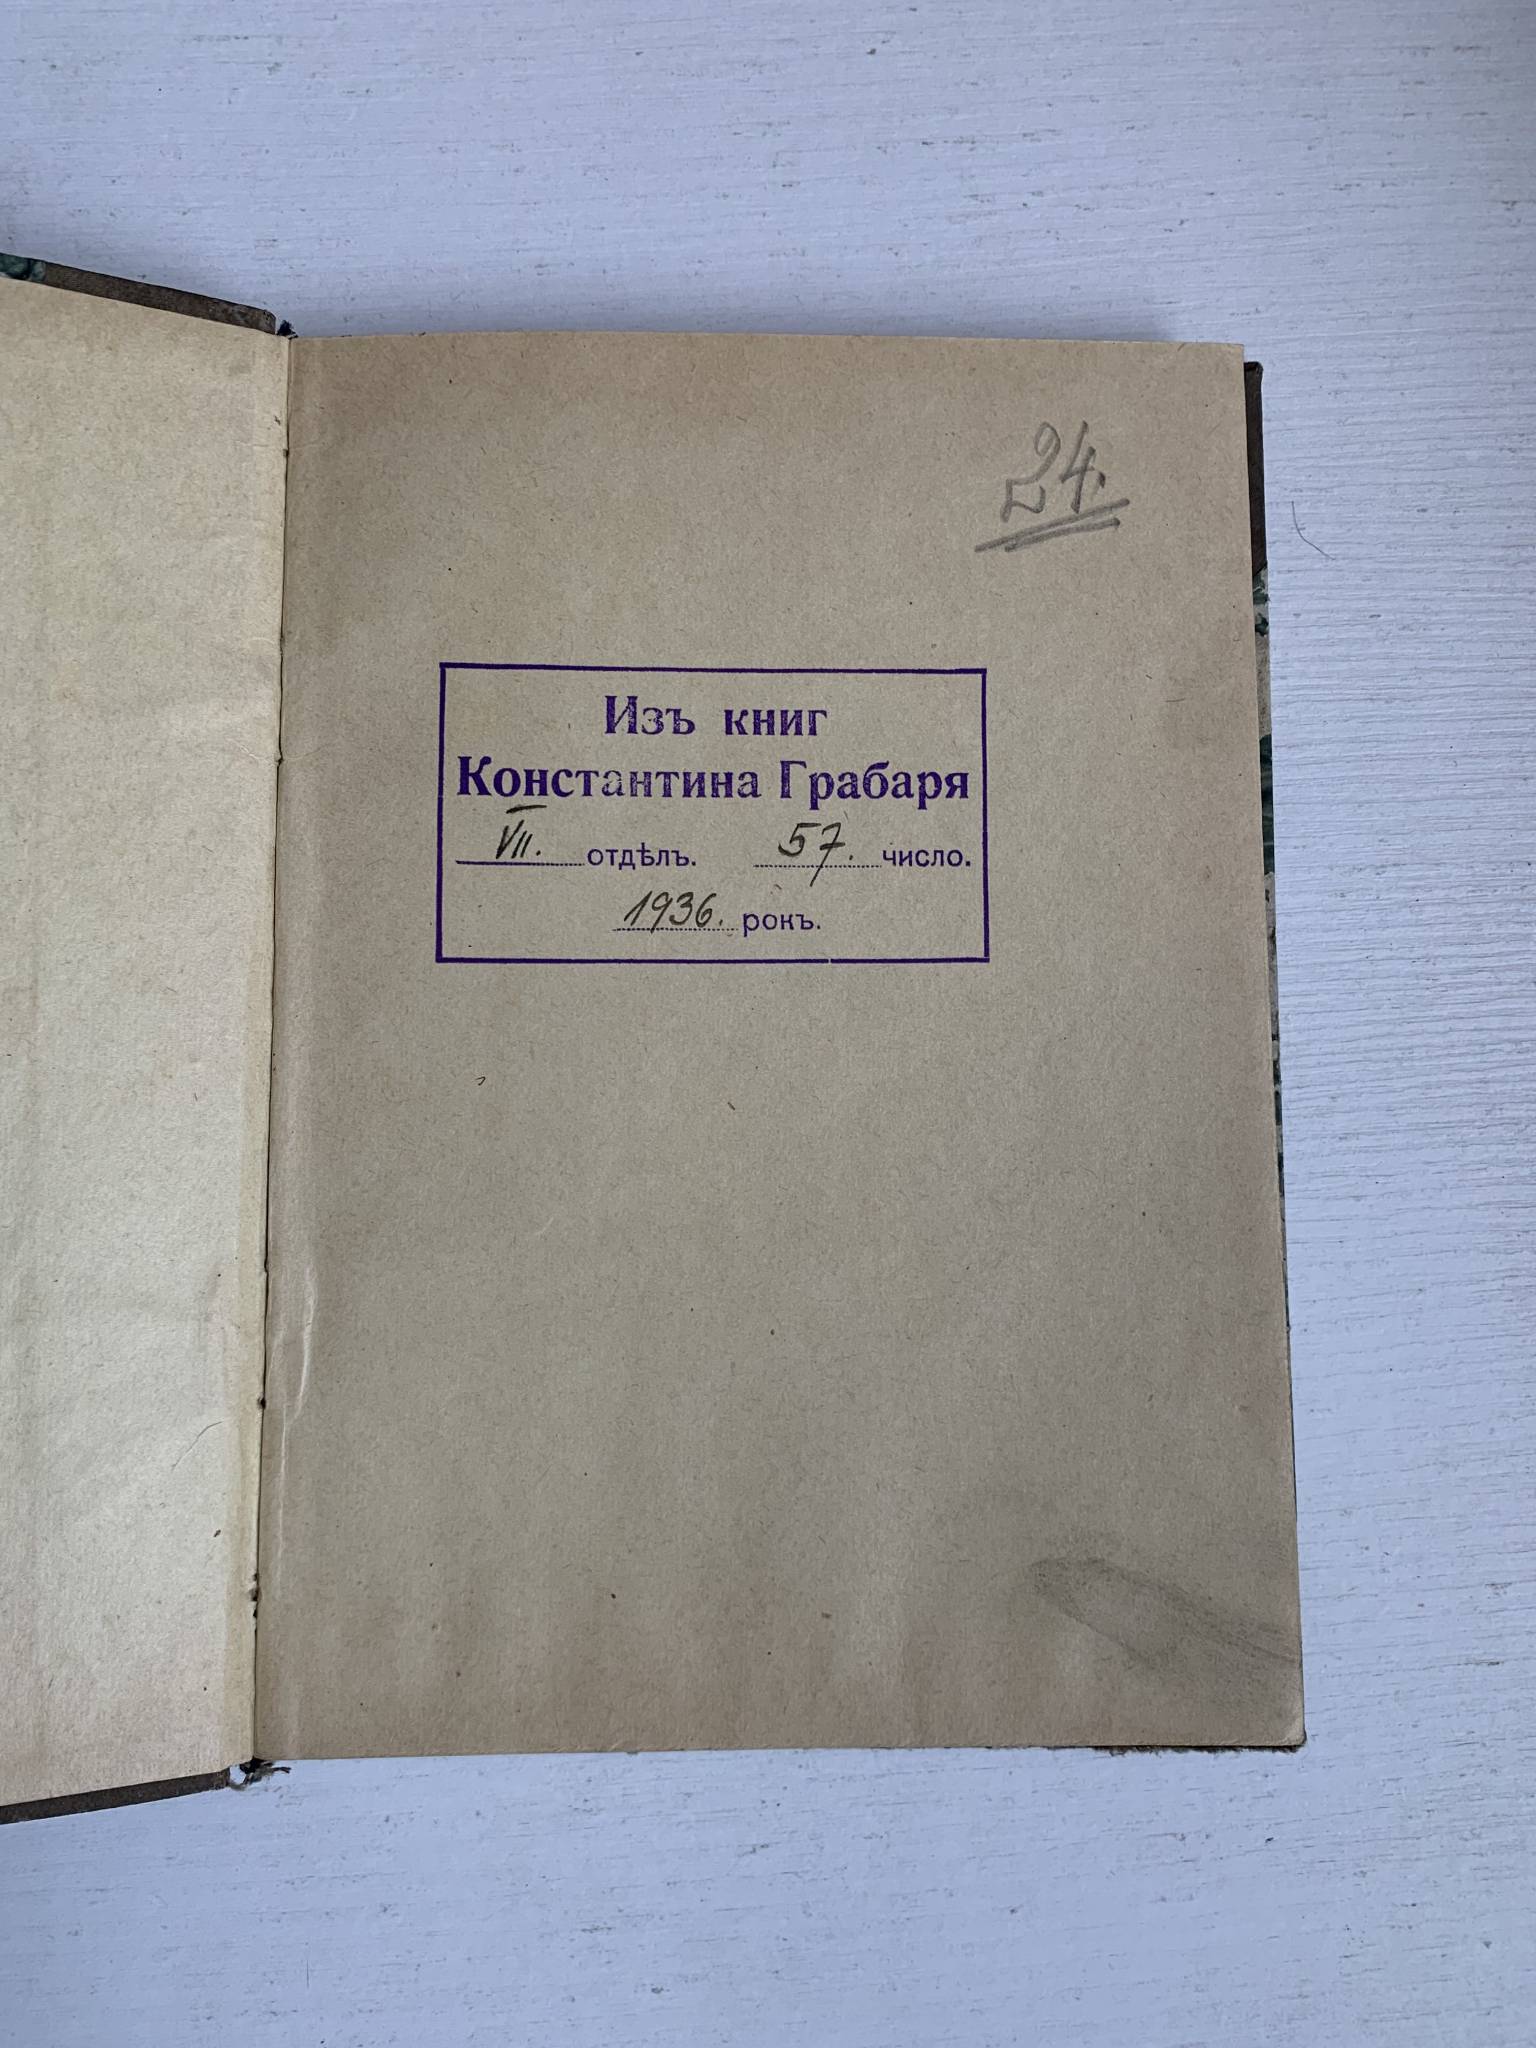 24.
Изъ книг
Константина Грабаря
VII. отдѣлъ. 57. число.
1936. рокъ.